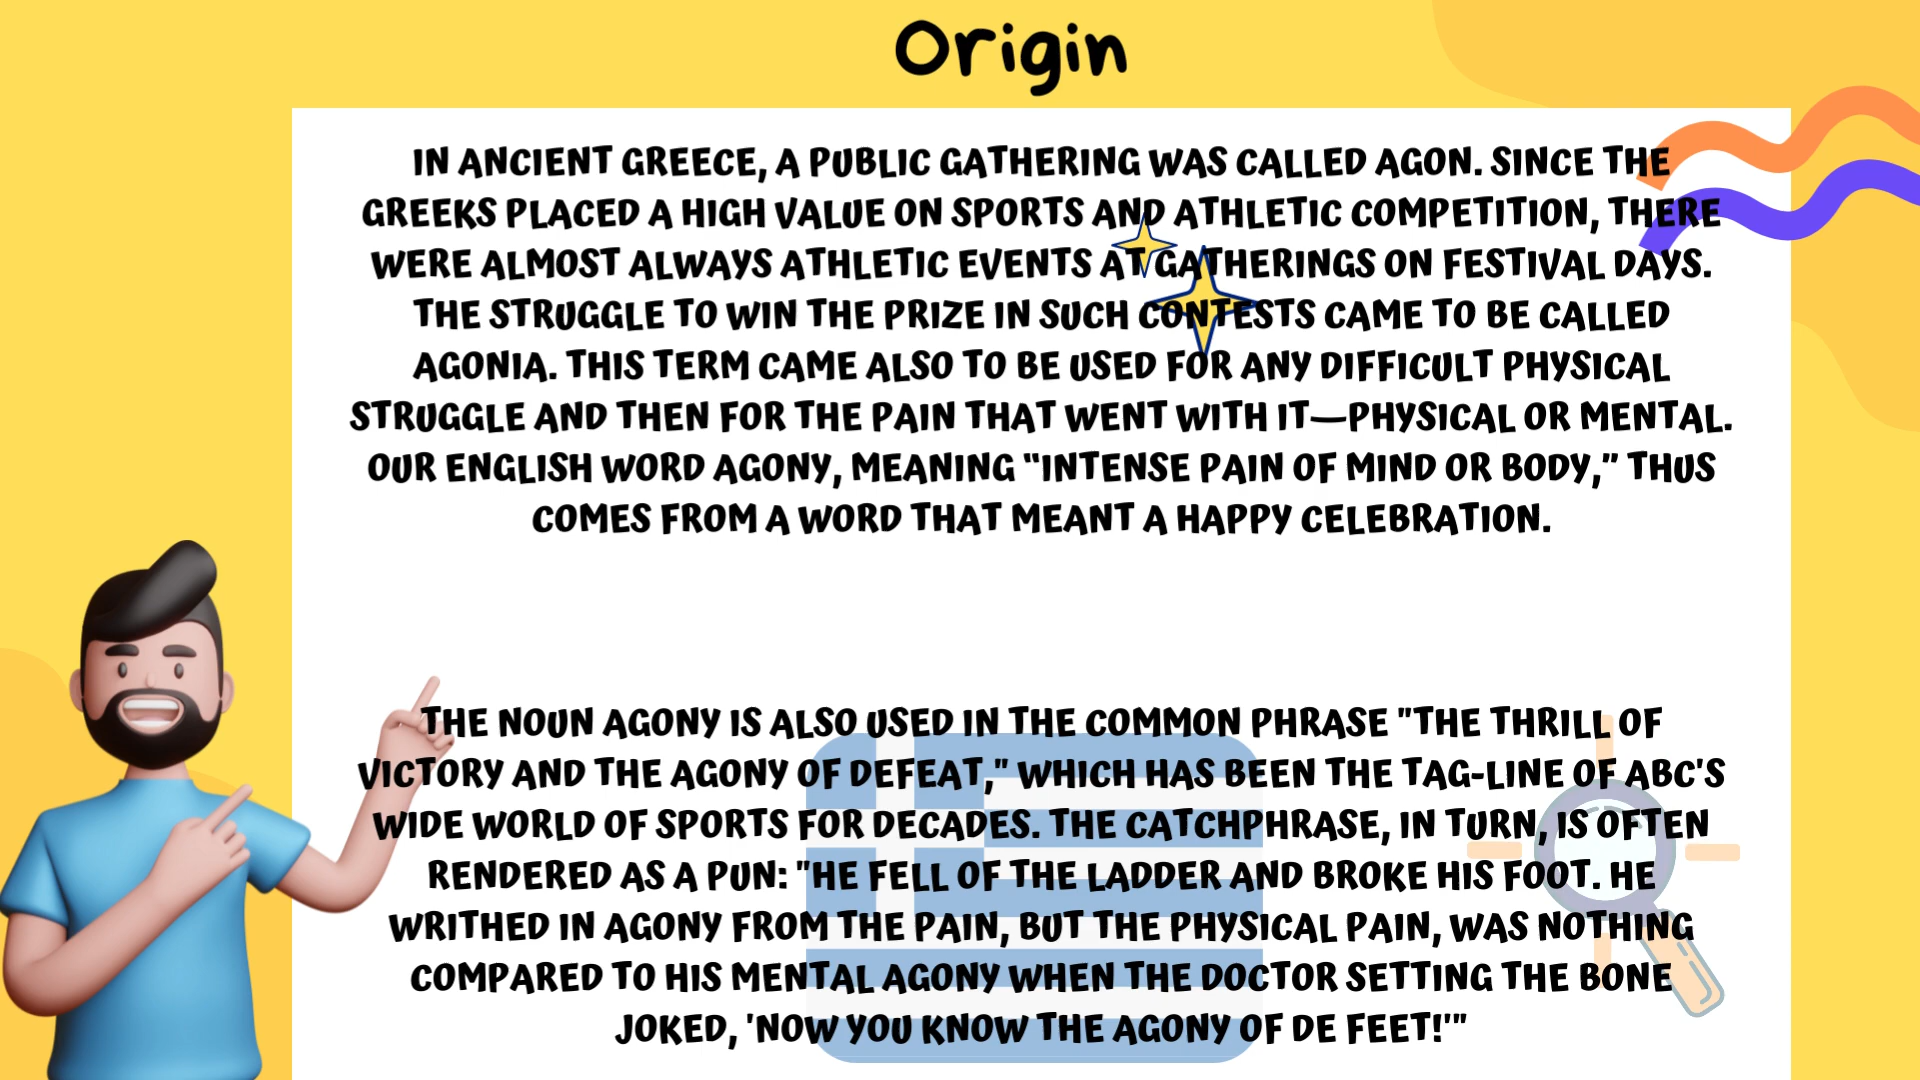 Origin
IN ANCIENT GREECE, A PUBLIC GATHERING WAS CALLED AGON. SINCE THE
GREEKS PLACED A HIGH VALUE ON SPORTS AND ATHLETIC COMPETITION, THERE
WERE ALMOST ALWAYS ATHLETIC EVENTS AT GATHERINGS ON FESTIVAL DAYS.
THE STRUGGLE TO WIN THE PRIZE IN SUCH CONTESTS CAME TO BE CALLED
AGONIA. THIS TERM CAME ALSO TO BE USED FOR ANY DIFFICULT PHYSICAL
STRUGGLE AND THEN FOR THE PAIN THAT WENT WITH IT—PHYSICAL OR MENTAL.
OUR ENGLISH WORD AGONY, MEANING “INTENSE PAIN OF MIND OR BODY,” THUS
COMES FROM A WORD THAT MEANT A HAPPY CELEBRATION.
THE NOUN AGONY IS ALSO USED IN THE COMMON PHRASE "THE THRILL OF
VICTORY AND THE AGONY OF DEFEAT," WHICH HAS BEEN THE TAG-LINE OF ABC'S
WIDE WORLD OF SPORTS FOR DECADES. THE CATCHPHRASE, IN TURN, IS OFTEN
RENDERED AS A PUN: "HE FELL OF THE LADDER AND BROKE HIS FOOT. HE
WRITHED IN AGONY FROM THE PAIN, BUT THE PHYSICAL PAIN, WAS NOTHING
COMPARED TO HIS MENTAL AGONY WHEN THE DOCTOR SETTING THE BONE
JOKED, 'NOW YOU KNOW THE AGONY OF DE FEET!'"